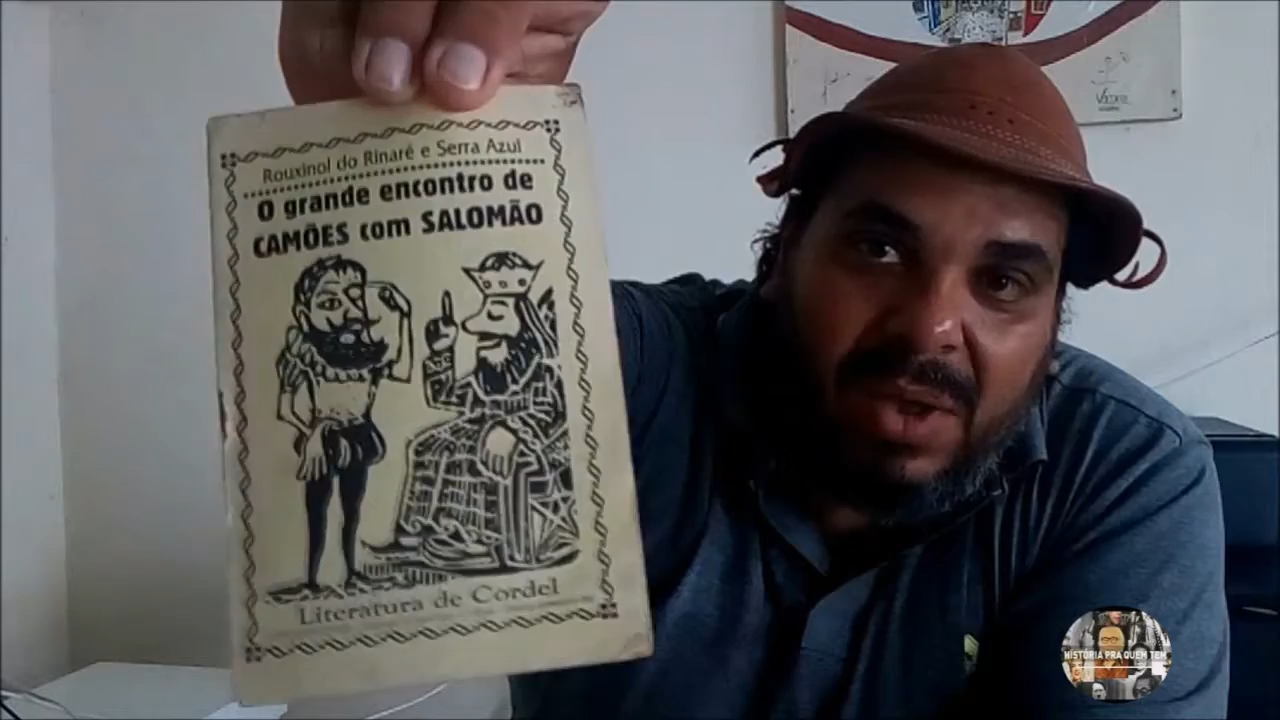 Rouxinol do Rinaré e Serra Azul
O grande encontro de
CAMÕES com SALOMÃO
Literatura de Cordel
HISTÓRIA PRA QUEM TEM